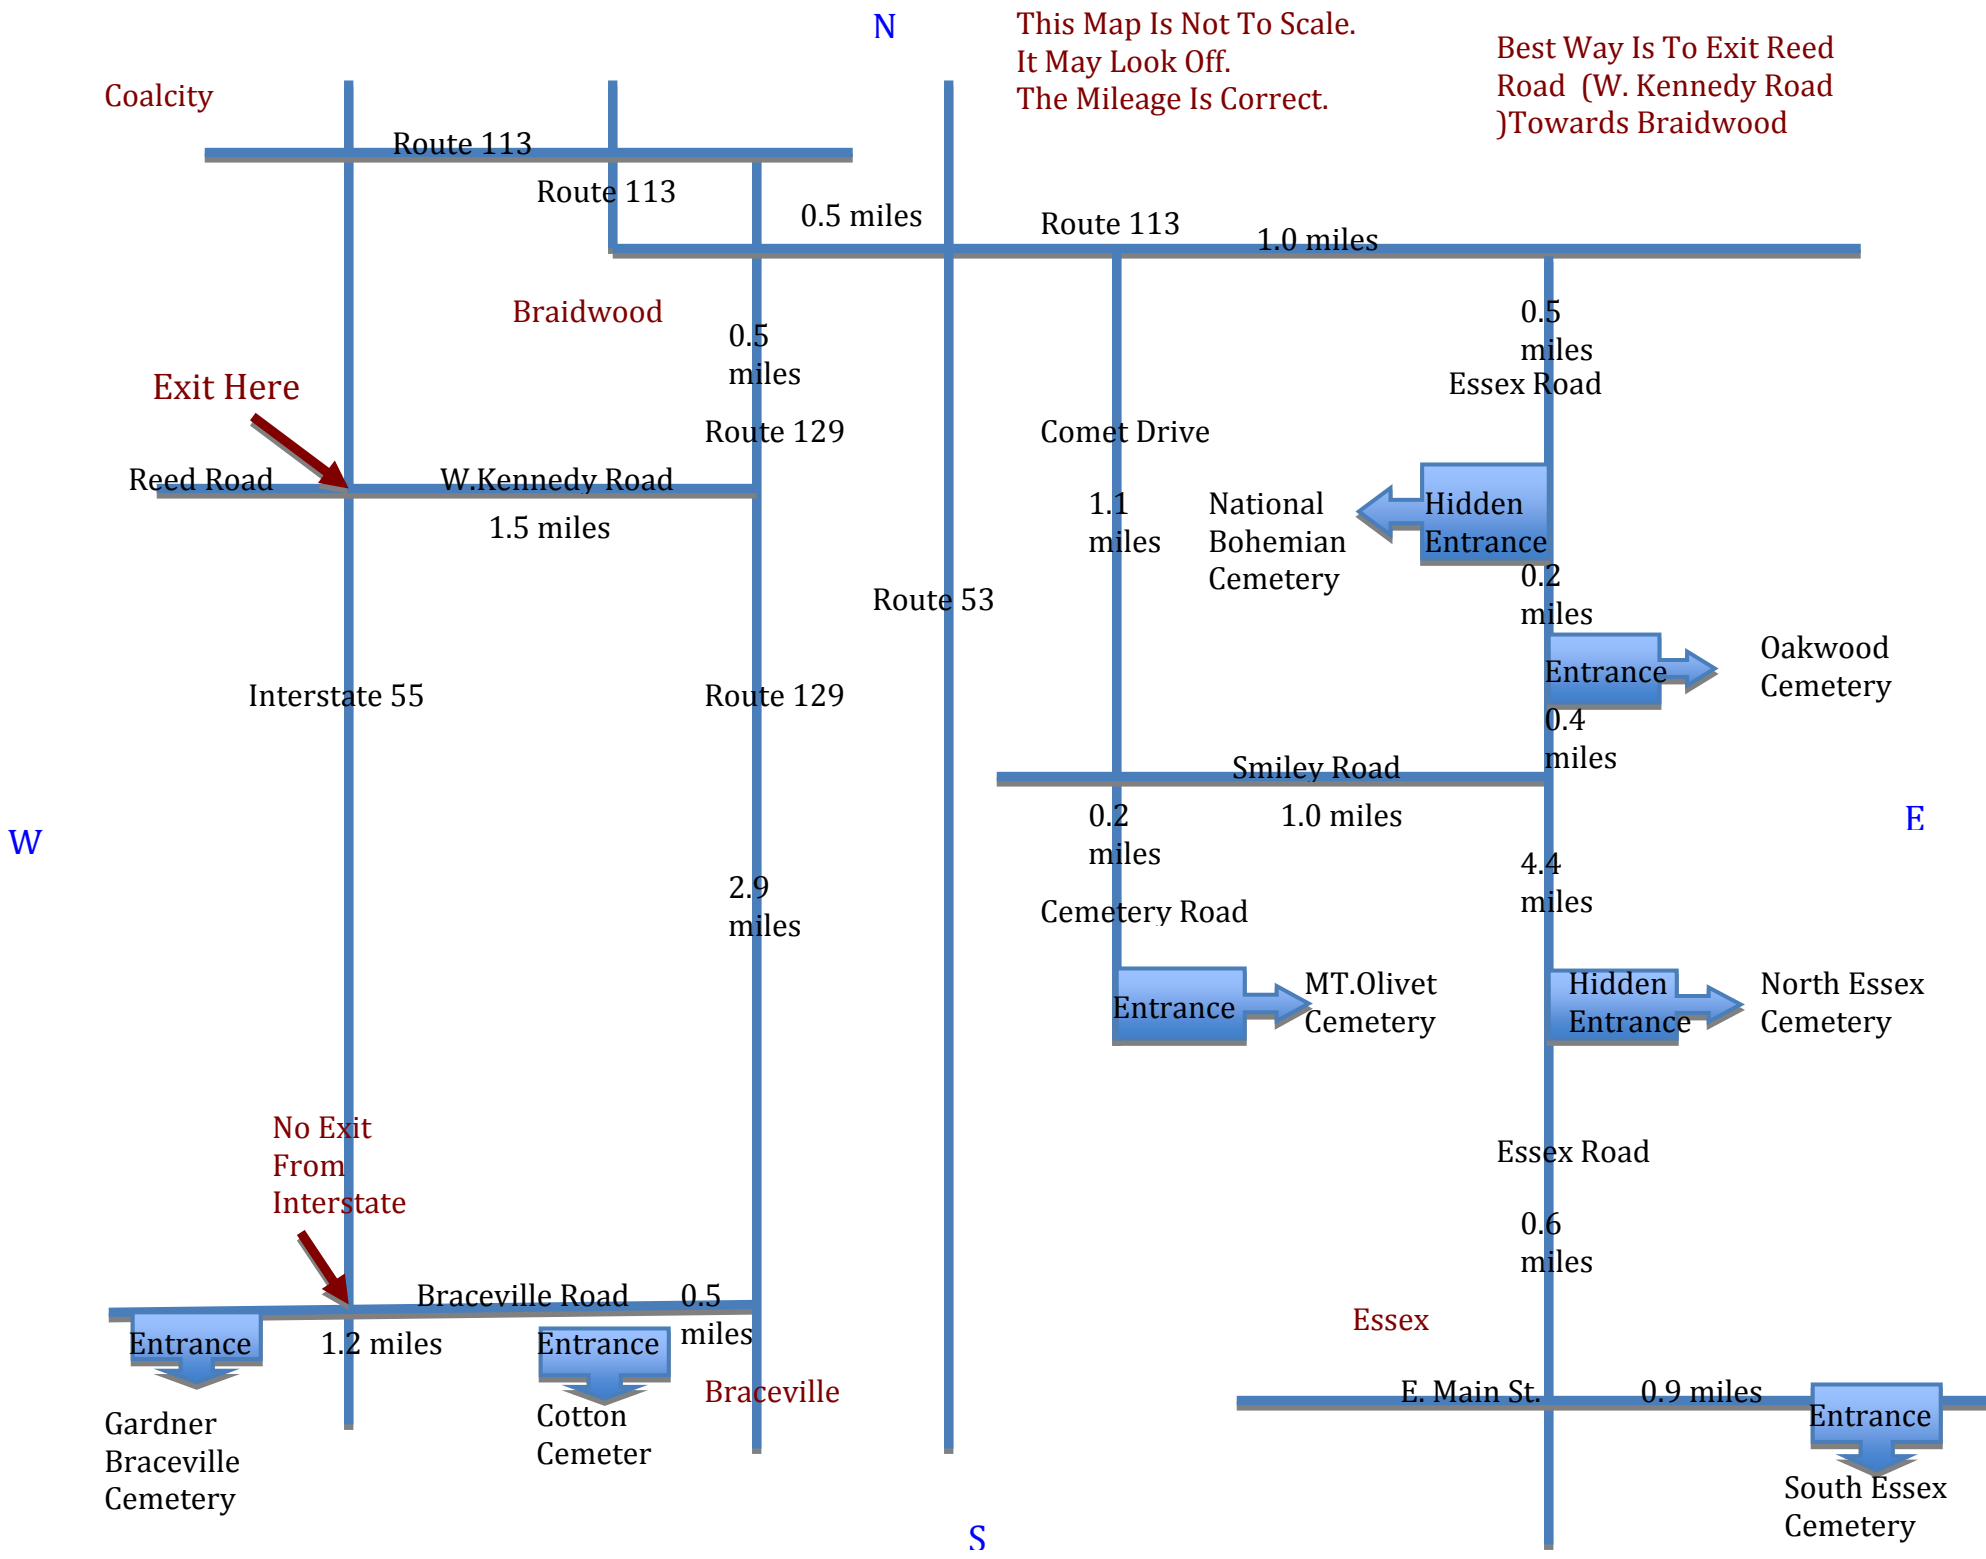 N
This Map Is Not To Scale.
It May Look Off.
The Mileage Is Correct.
Best Way Is To Exit Reed
Road (W. Kennedy Road
)Towards Braidwood
Coalcity
Route 113
Route 113
0.5 miles
Route 113
1.0 miles
Braidwood
0.5
miles
0.5
miles
Essex Road
Exit Here
Route 129
Comet Drive
Reed Road
W.Kennedy Road
1.5 miles
1.1
miles
National
Bohemian
Cemetery
Hidden
Entrance
0.2
miles
Route 53
Oakwood
Cemetery
Entrance
Interstate 55
Route 129
0.4
miles
Smiley Road
1.0 miles
0.2
miles
W
E
4.4
miles
2.9
miles
Cemetery Road
Entrance
MT.Olivet
Cemetery
Hidden
Entrance
North Essex
Cemetery
No Exit
From
Interstate
Essex Road
0.6
miles
Braceville Road
0.5
miles
Essex
Entrance
1.2 miles
Entrance
Braceville
E. Main St.
0.9 miles
Entrance
Gardner
Braceville
Cemetery
Cotton
Cemeter
South Essex
Cemetery
S